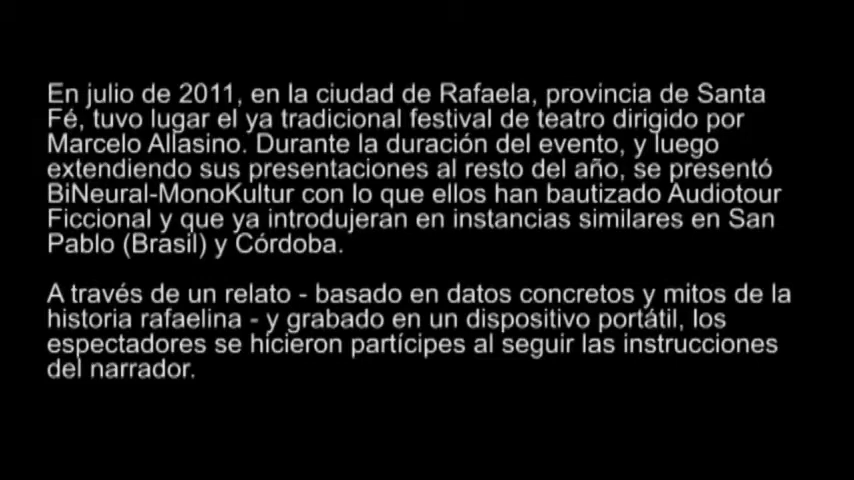 En julio de 2011, en la ciudad de Rafaela, provincia de Santa
Fé, tuvo lugar el ya tradicional festival de teatro dirigido por
Marcelo Allasino. Durante la duración del evento, y luego
extendiendo sus presentaciones al resto del año, se presentó
BiNeural-MonoKultur con lo que ellos han bautizado Audiotour
Ficcional y que ya introdujeran en instancias similares en San
Pablo (Brasil) y Córdoba.
A través de un relato - basado en datos concretos y mitos de la
historia rafaelina - y grabado en un dispositivo portátil, los
espectadores se hicieron partícipes al seguir las instrucciones
del narrador.